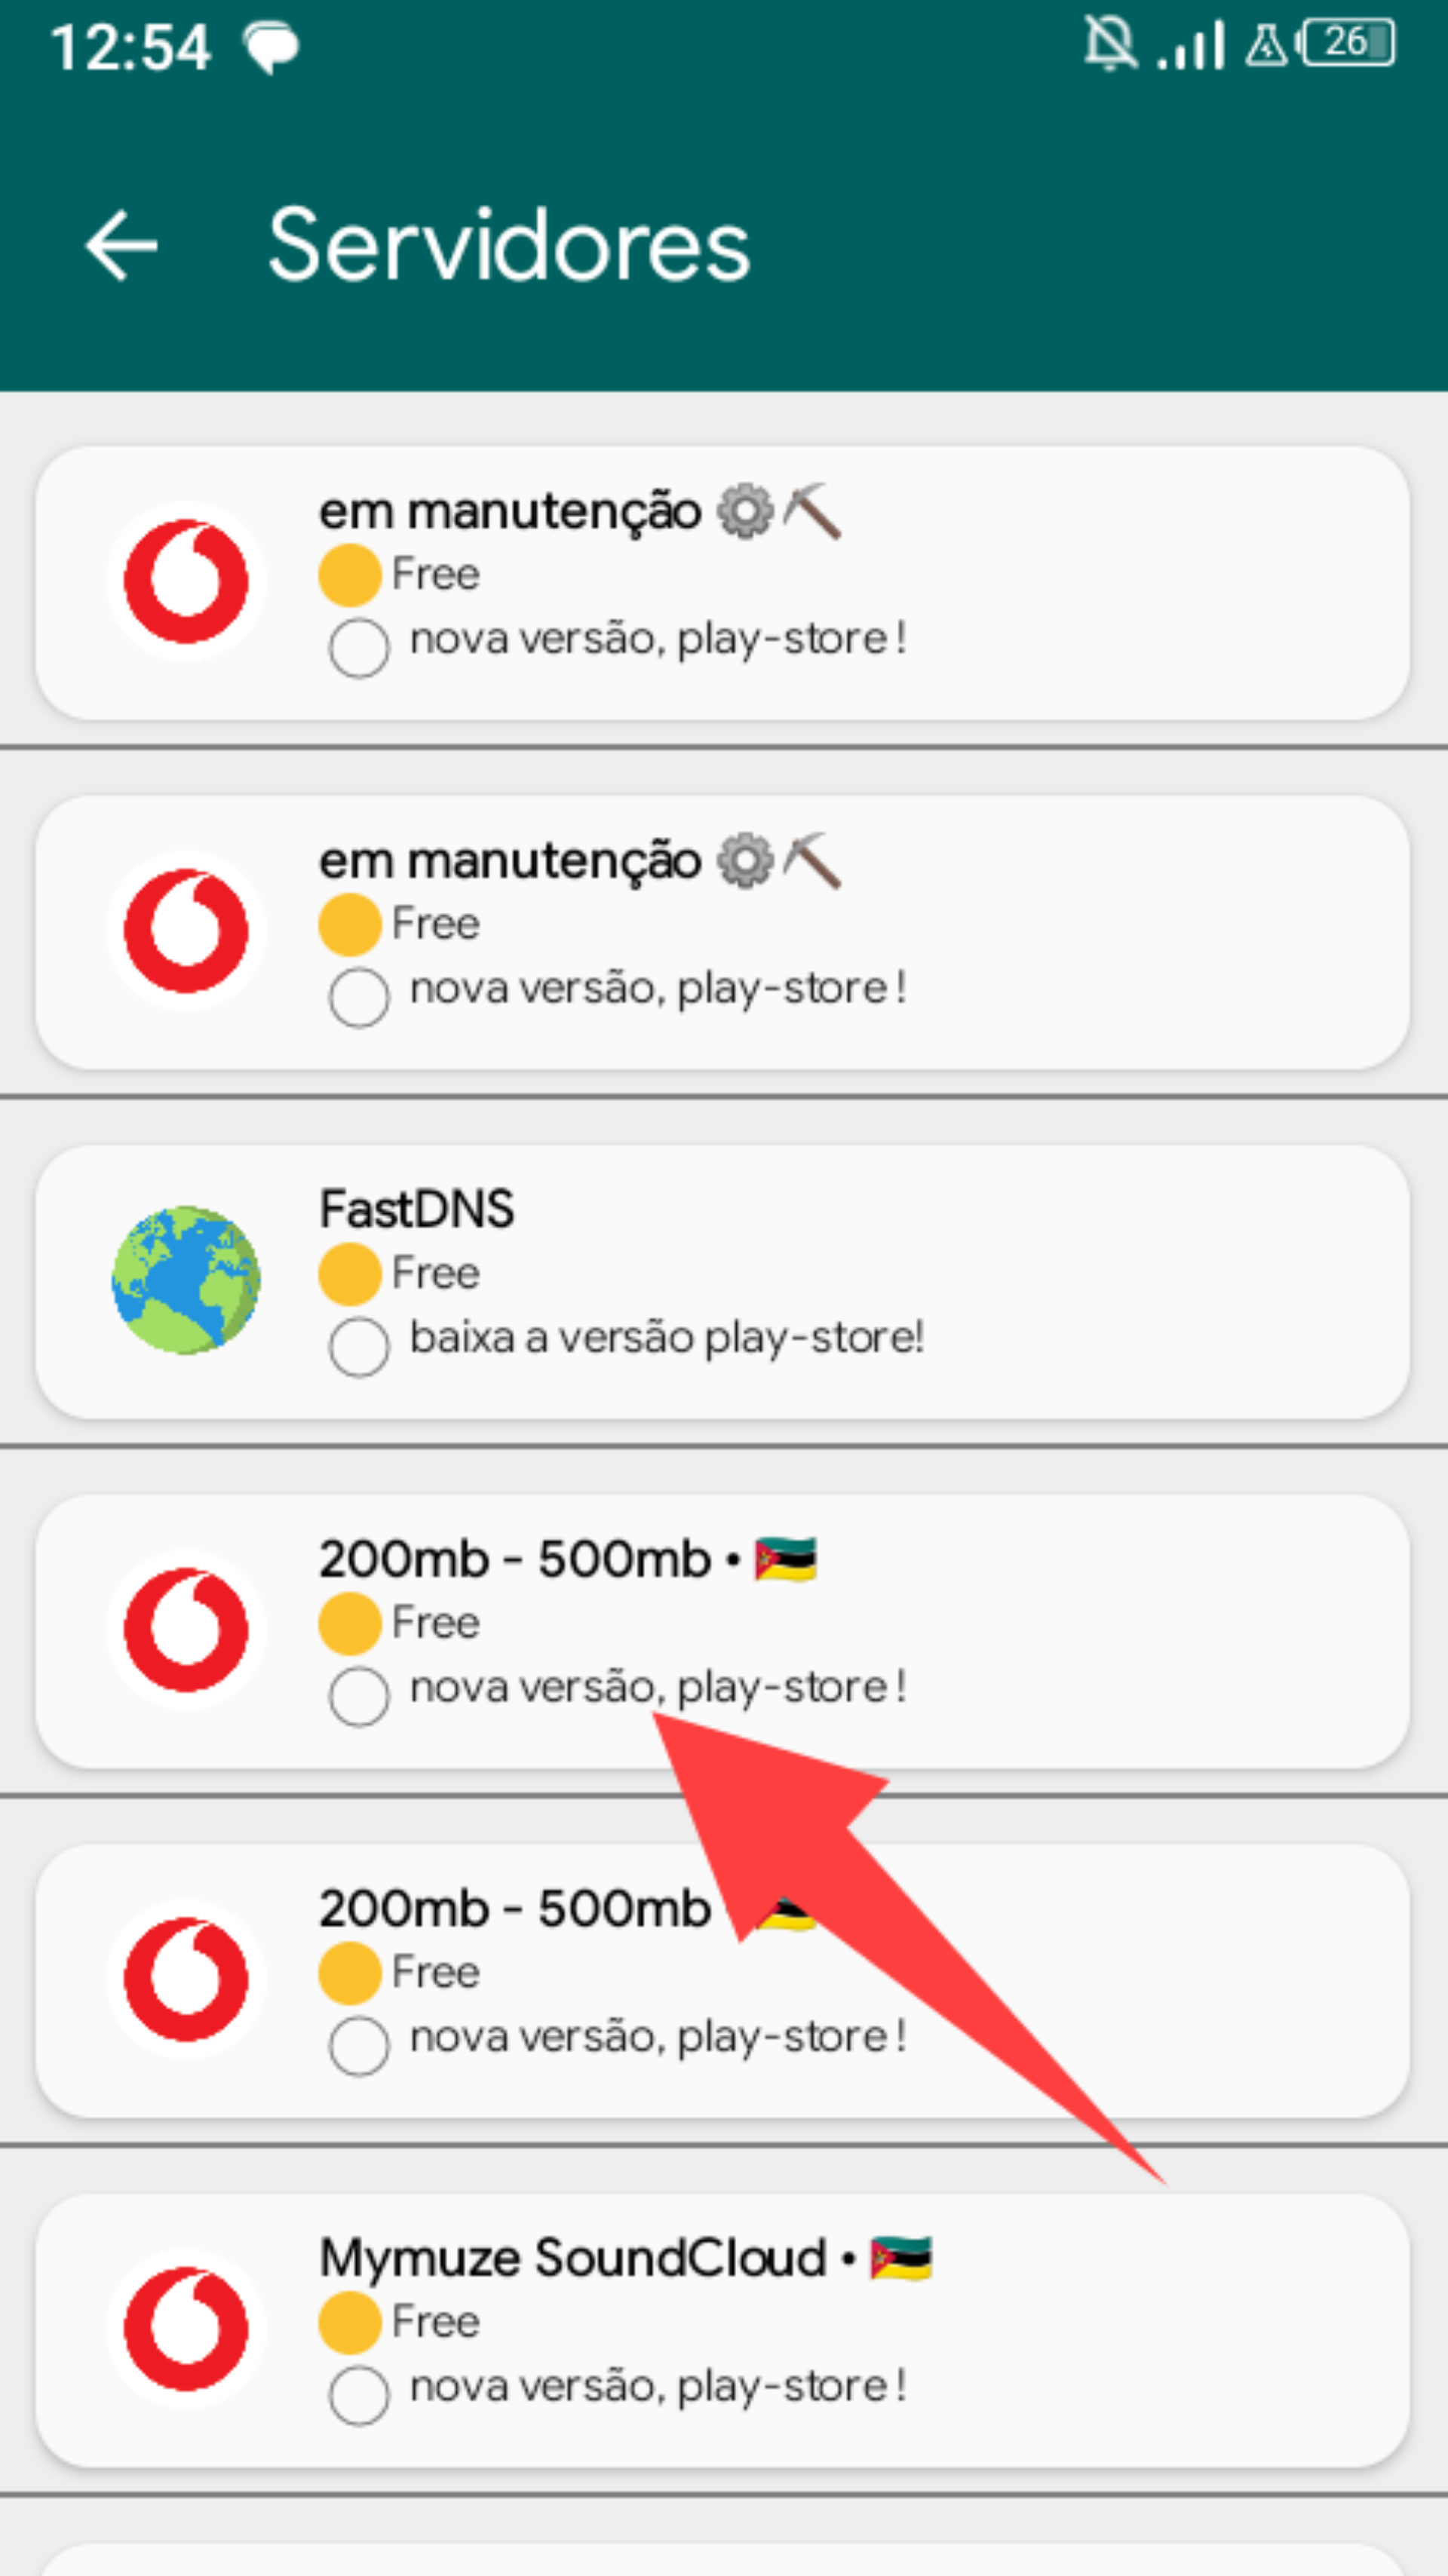 12:54
26
Servidores
em manutenção ⚙️⛏️
Free
nova versão, play-store !
em manutenção ⚙️⛏️
Free
nova versão, play-store !
FastDNS
Free
baixa a versão play-store!
200mb - 500mb • 🇲🇿
Free
nova versão, play-store !
200mb - 500mb 🇲🇿
Free
nova versão, play-store !
Mymuze SoundCloud • 🇲🇿
Free
nova versão, play-store !